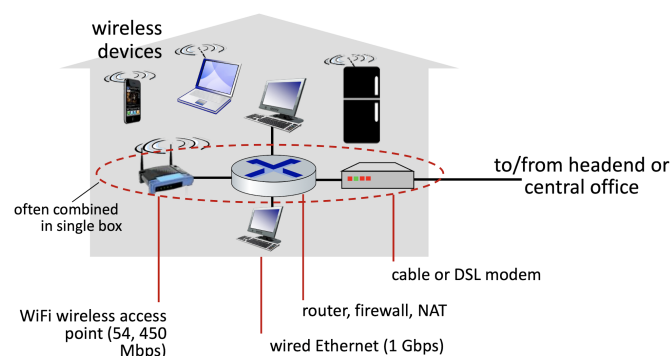 wireless
devices
to/from headend or
central office
often combined
in single box
cable or DSL modem
router, firewall, NAT
WiFi wireless access
point (54, 450
Mbps)
wired Ethernet (1 Gbps)